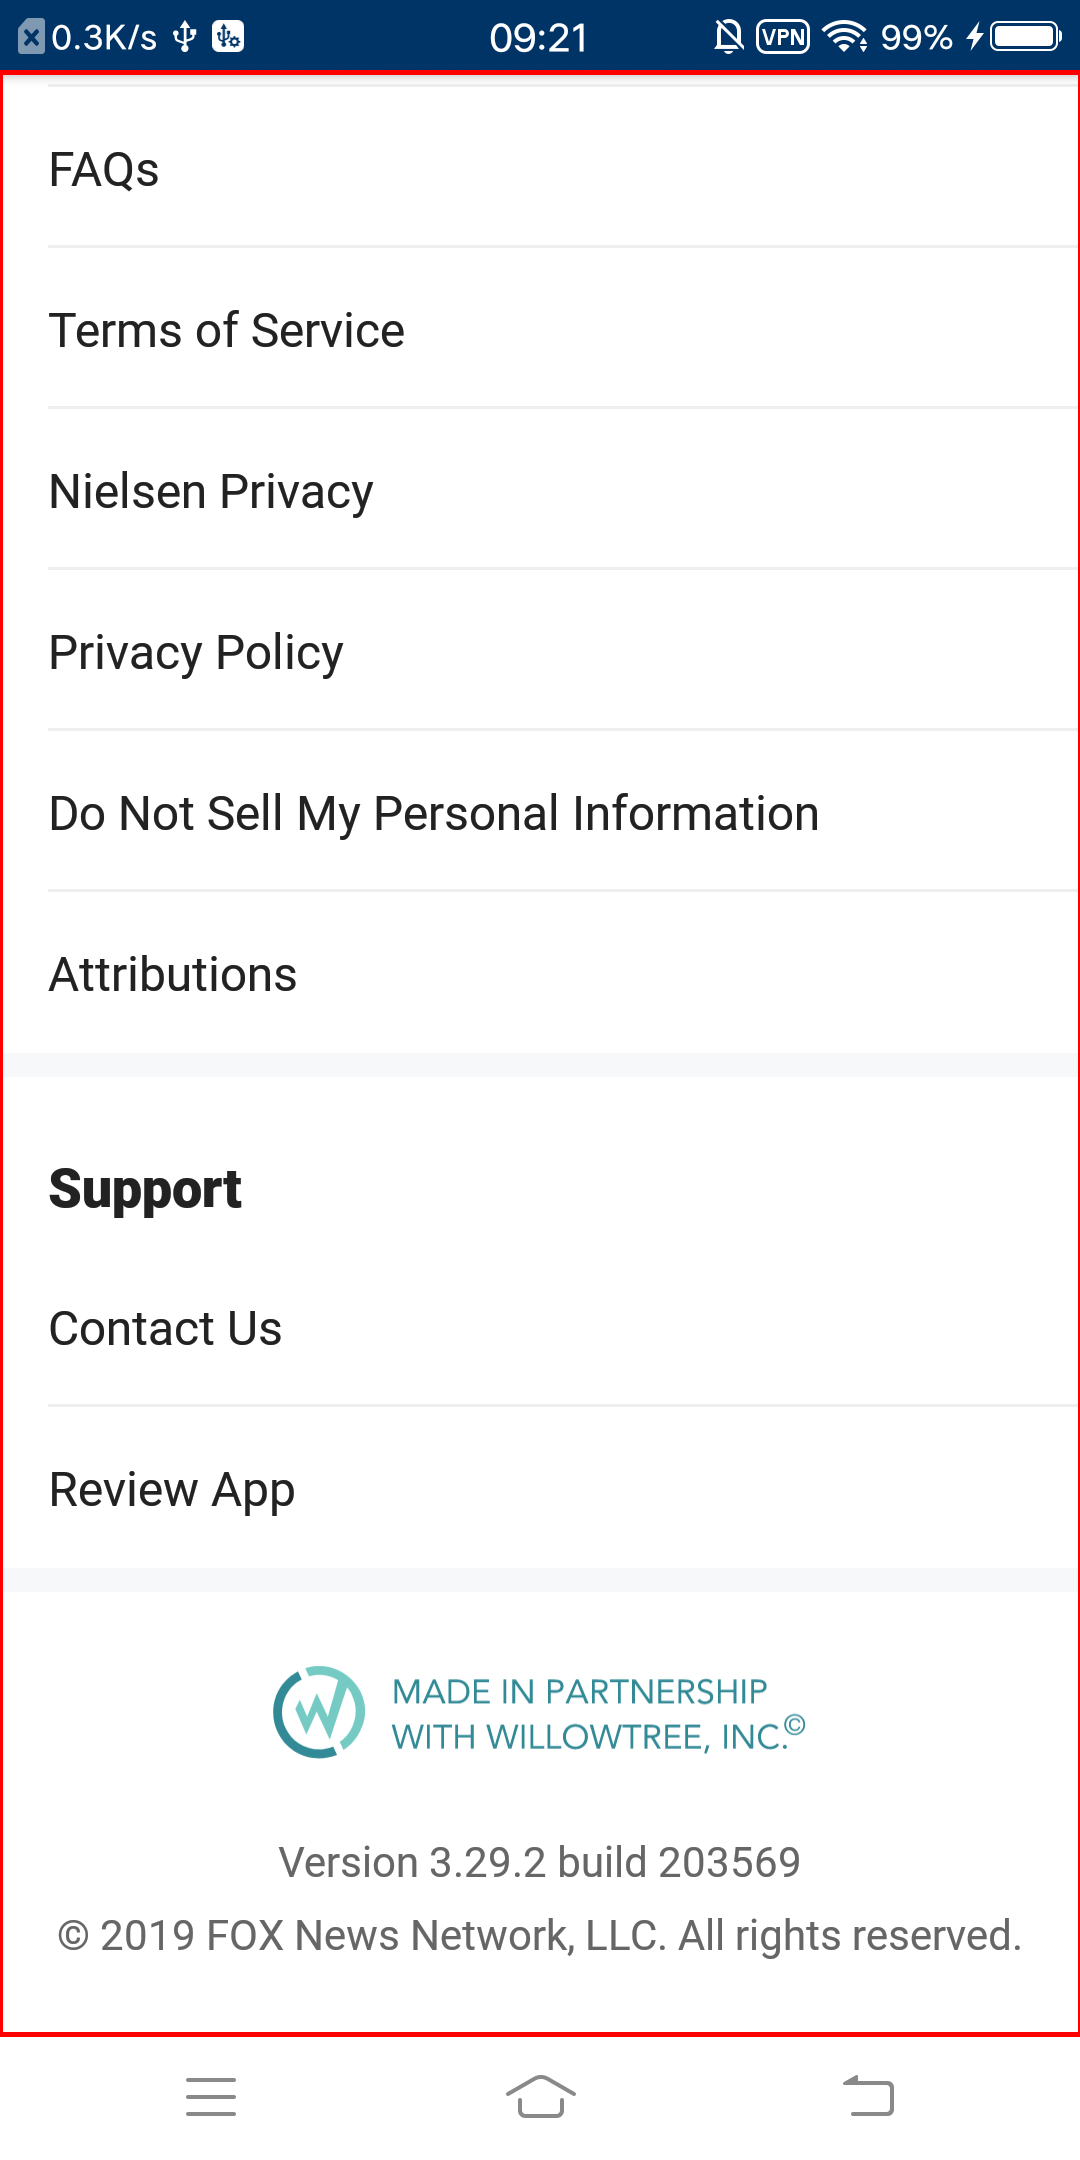 0.3K/s 09:21 VPN 99%
FAQs
Terms of Service
Nielsen Privacy
Privacy Policy
Do Not Sell My Personal Information
Attributions
Support
Contact Us
Review App
MADE IN PARTNERSHIP
WITH WILLOWTREE, INC.©
Version 3.29.2 build 203569
© 2019 FOX News Network, LLC. All rights reserved.